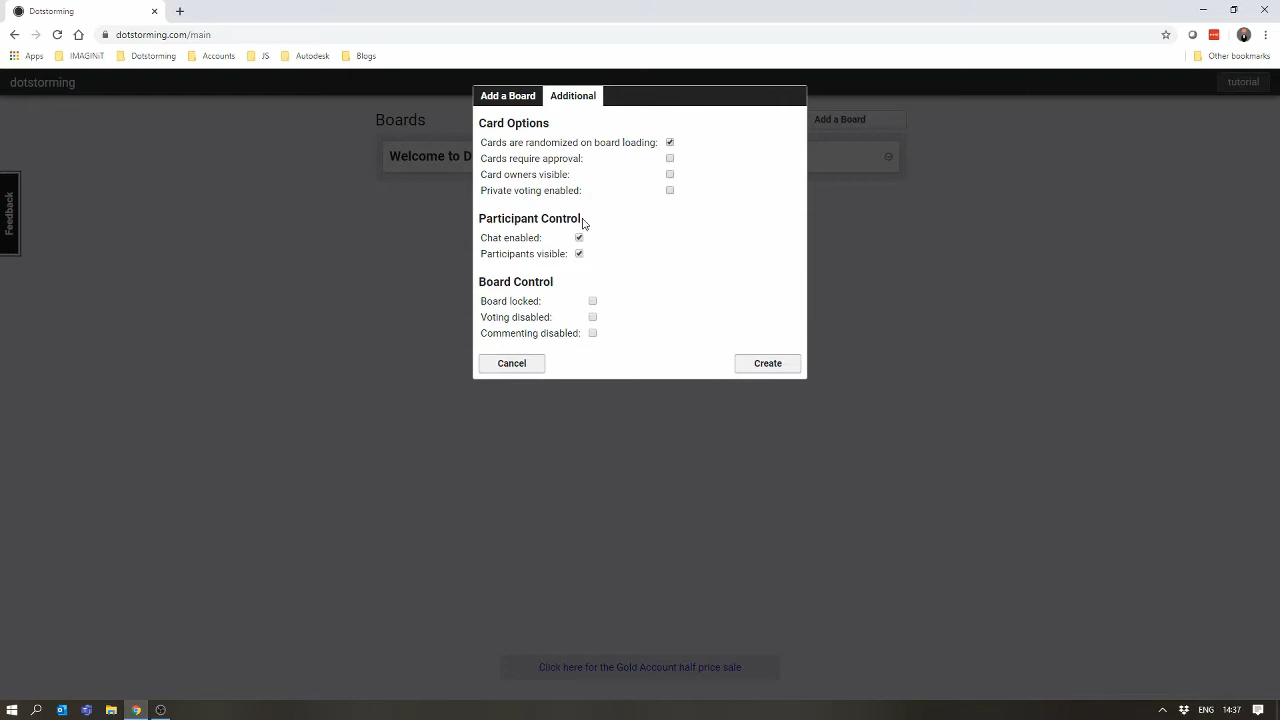 Dotstorming
dotstorming.com/main
Apps IMAGINiT Dotstorming Accounts JS Autodesk Blogs Other bookmarks
dotstorming tutorial
Add a Board Additional
Boards Add a Board
Welcome to D
Feedback
Card Options
Cards are randomized on board loading:
Cards require approval:
Card owners visible:
Private voting enabled:
Participant Control
Chat enabled:
Participants visible:
Board Control
Board locked:
Voting disabled:
Commenting disabled:
Cancel Create
Click here for the Gold Account half price sale
ENG 14:37